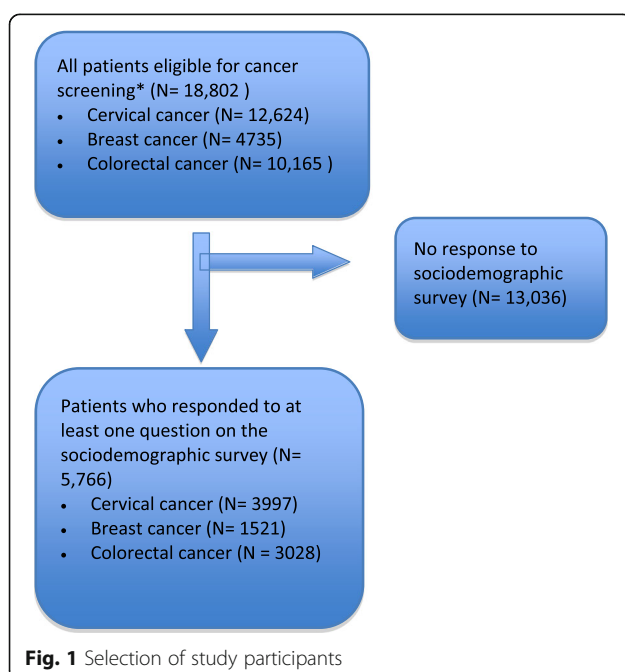 All patients eligible for cancer
screening* (N= 18,802 )
• Cervical cancer (N= 12,624)
• Breast cancer (N= 4735)
• Colorectal cancer (N= 10,165 )
No response to
sociodemographic
survey (N= 13,036)
Patients who responded to at
least one question on the
sociodemographic survey (N=
5,766)
• Cervical cancer (N= 3997)
• Breast cancer (N= 1521)
• Colorectal cancer (N = 3028)
Fig. 1 Selection of study participants